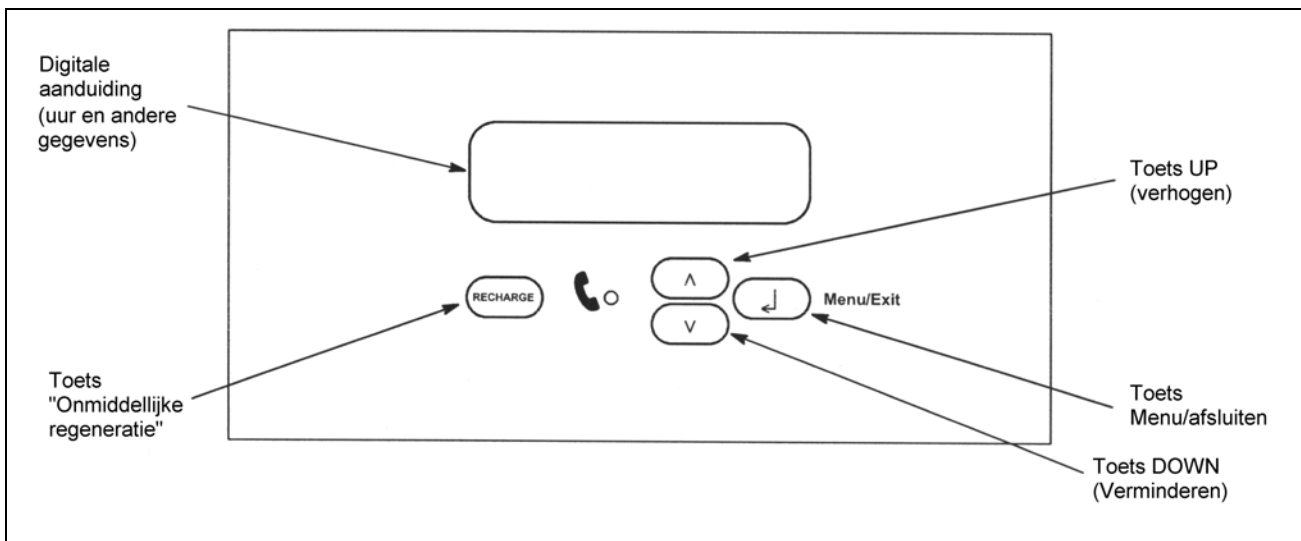 Digitale
aanduiding
(uur en andere
gegevens)
Toets UP
(verhogen)
RECHARGE
Menu/Exit
Toets
"Onmiddellijke
regeneratie"
Toets
Menu/afsluiten
Toets DOWN
(Verminderen)